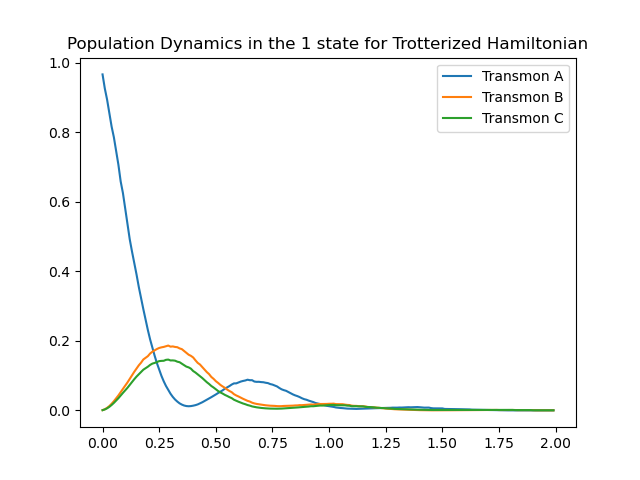 Population Dynamics in the 1 state for Trotterized Hamiltonian
1.0
0.8
0.6
0.4
0.2
0.0
Transmon A
Transmon B
Transmon C
0.00 0.25 0.50 0.75 1.00 1.25 1.50 1.75 2.00